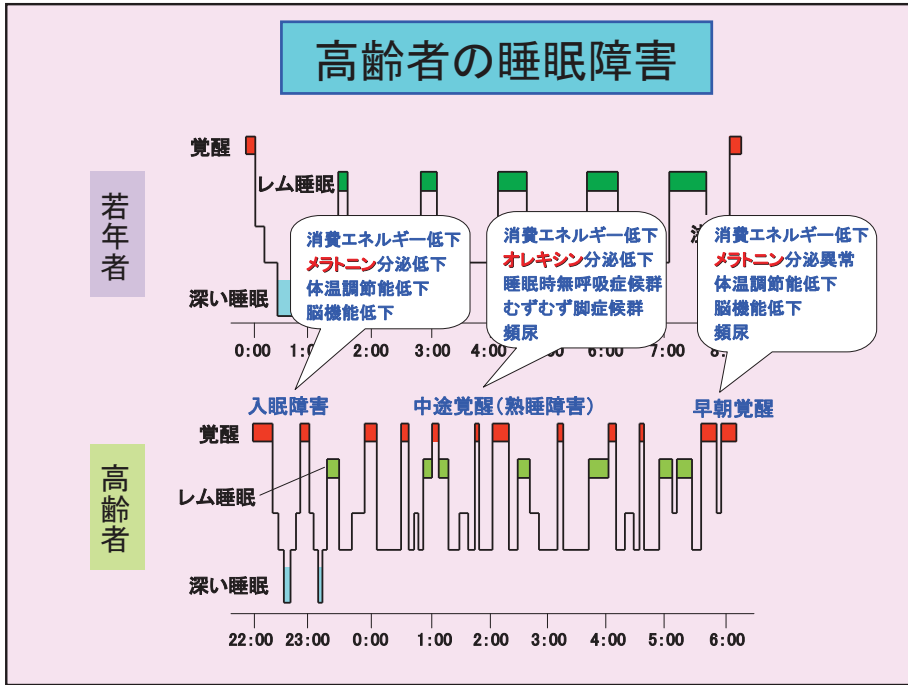 高齢者の睡眠障害
若年者
覚醒
レム睡眠
深い睡眠
消費エネルギー低下
メラトニン分泌低下
体温調節能低下
脳機能低下
消費エネルギー低下
オレキシン分泌低下
睡眠時無呼吸症候群
むずむず脚症候群
頻尿
消費エネルギー低下
メラトニン分泌異常
体温調節能低下
脳機能低下
頻尿
0:00 2:00 3:00 4:00 6:00 7:00
入眠障害 中途覚醒（熟睡障害） 早朝覚醒
高齢者
覚醒
レム睡眠
深い睡眠
22:00 23:00 0:00 1:00 2:00 3:00 4:00 5:00 6:00